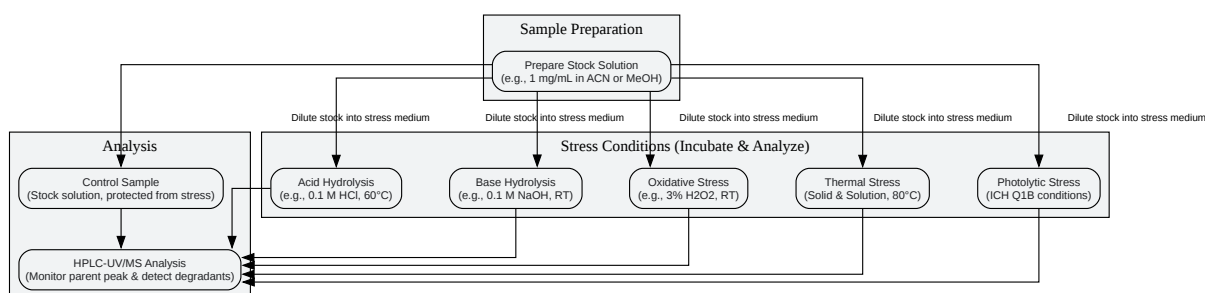 Sample Preparation
Prepare Stock Solution
(e.g., 1 mg/mL in ACN or MeOH)
Dilute stock into stress medium
Dilute stock into stress medium
Dilute stock into stress medium
Dilute stock into stress medium
Dilute stock into stress medium
Analysis
Stress Conditions (Incubate & Analyze)
Control Sample
(Stock solution, protected from stress)
Acid Hydrolysis
(e.g., 0.1 M HCl, 60°C)
Base Hydrolysis
(e.g., 0.1 M NaOH, RT)
Oxidative Stress
(e.g., 3% H2O2, RT)
Thermal Stress
(Solid & Solution, 80°C)
Photolytic Stress
(ICH Q1B conditions)
HPLC-UV/MS Analysis
(Monitor parent peak & detect degradants)